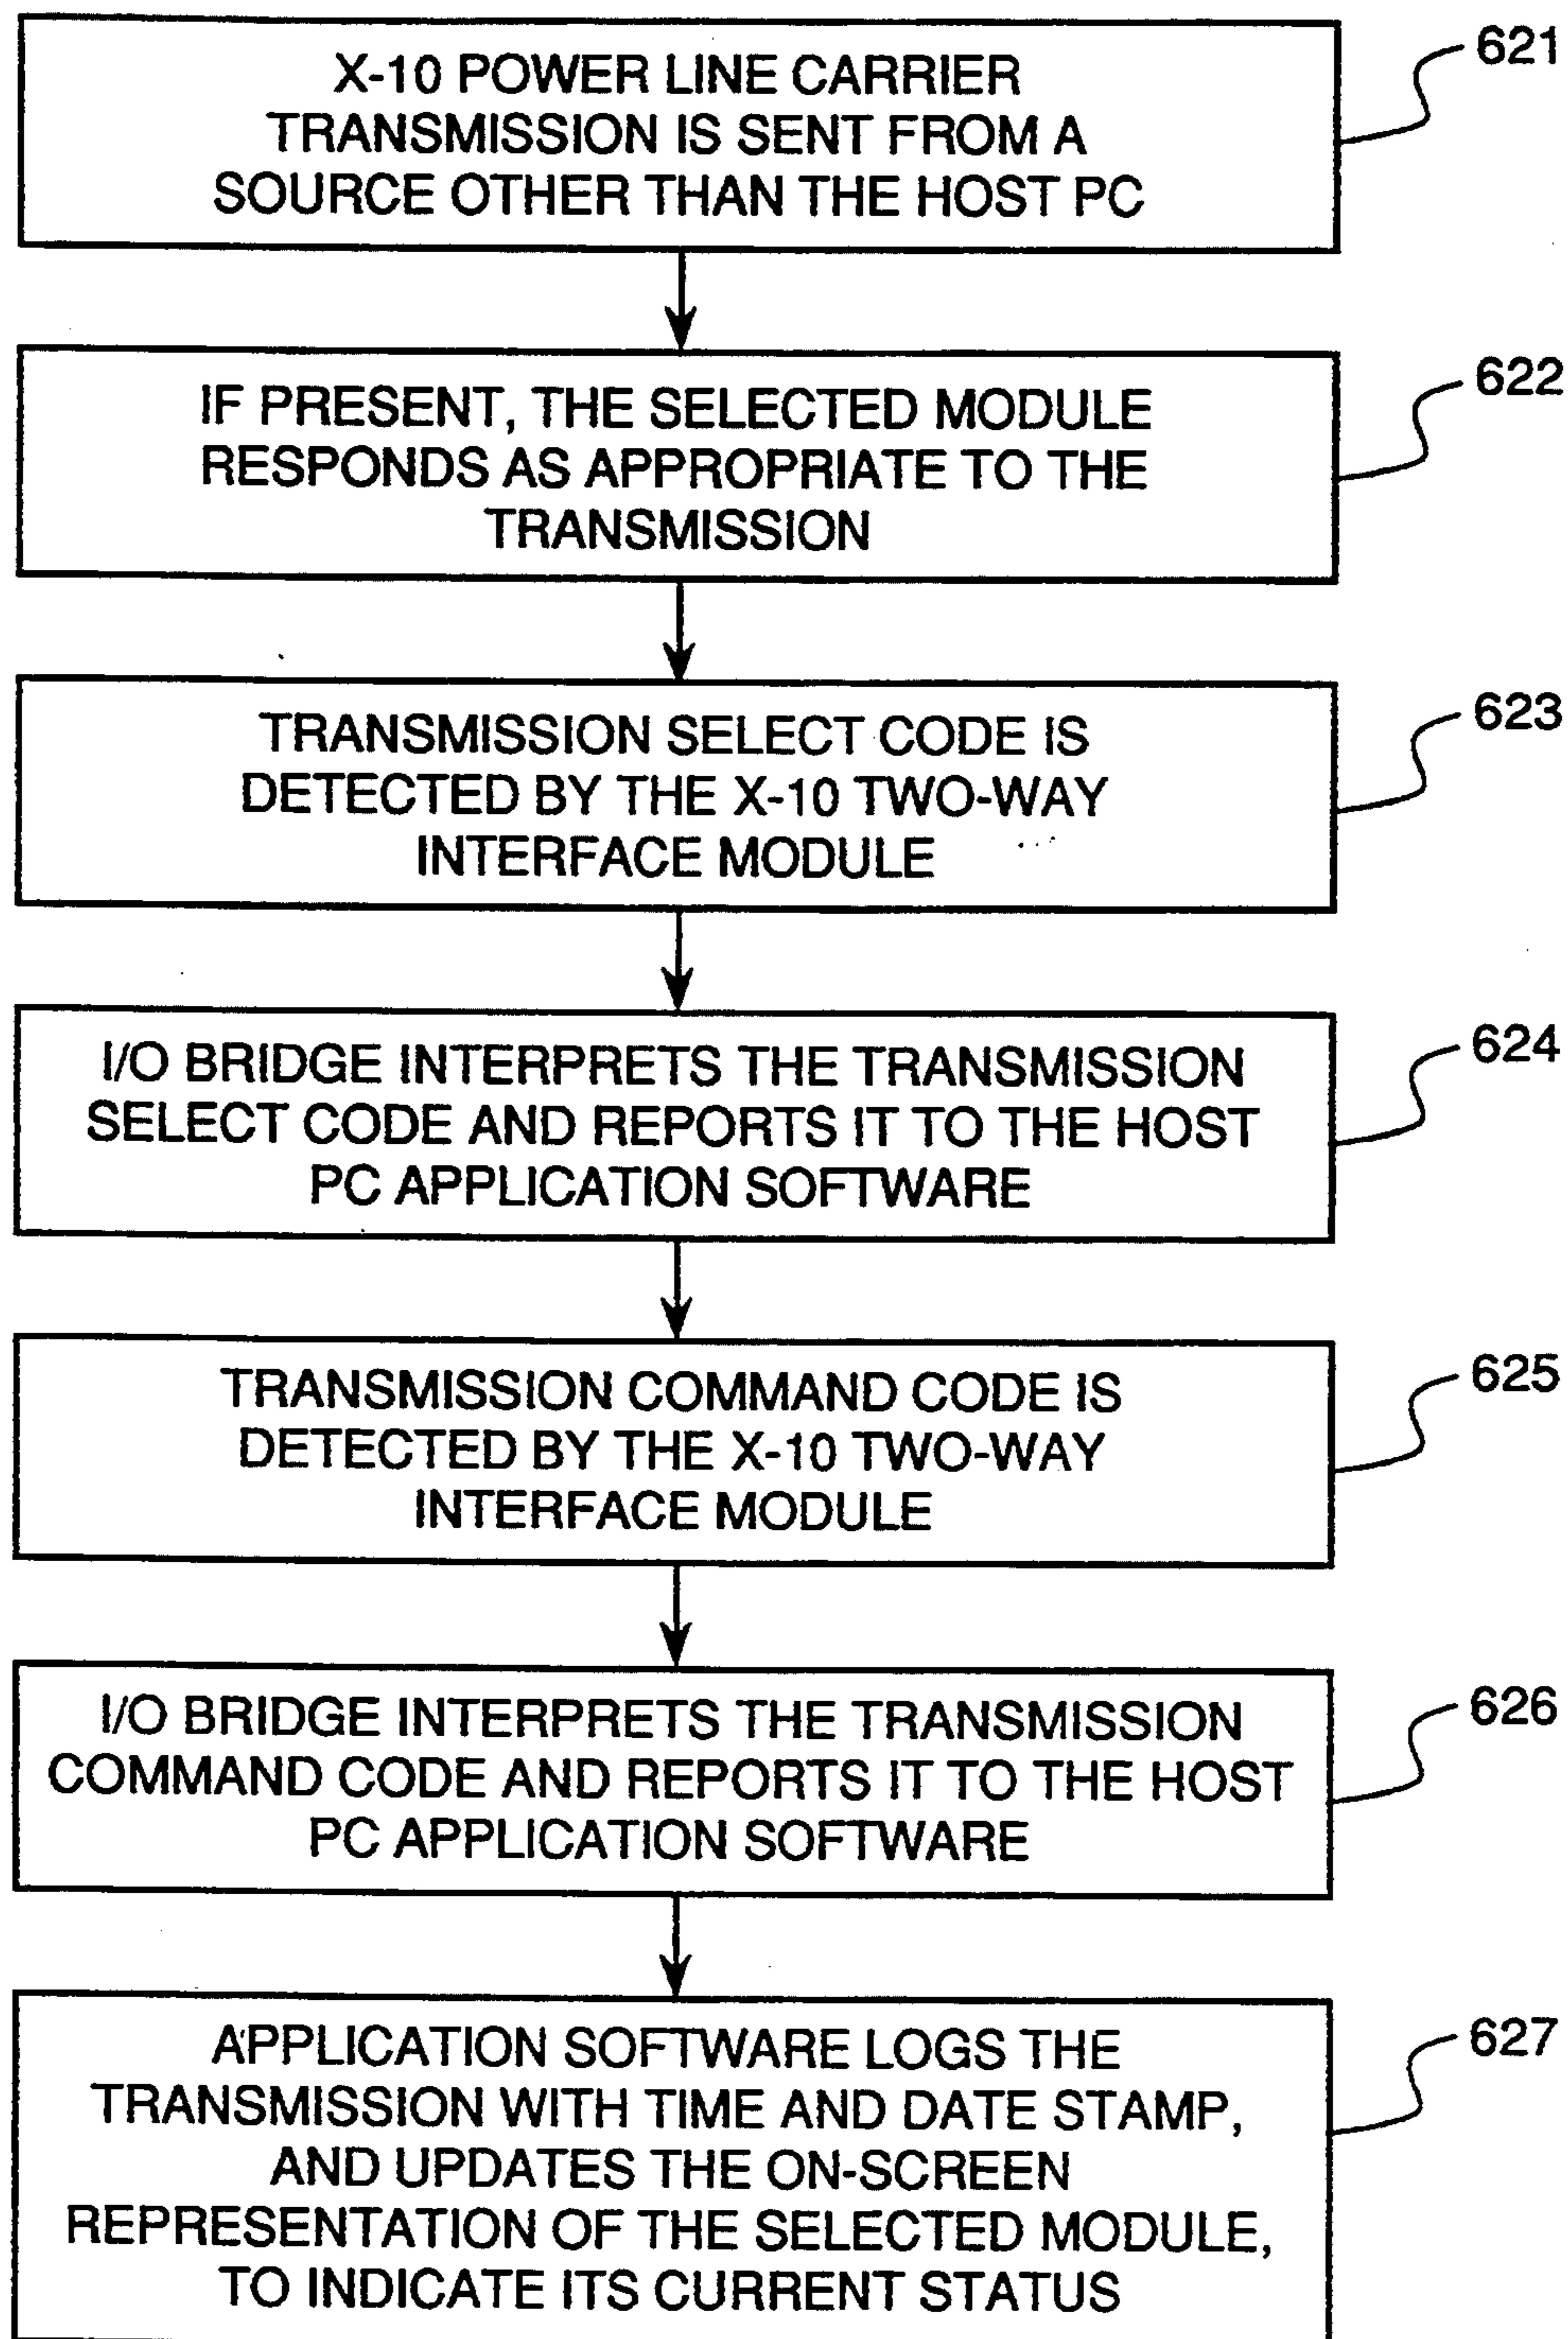 X-10 POWER LINE CARRIER
TRANSMISSION IS SENT FROM A
SOURCE OTHER THAN THE HOST PC
621
IF PRESENT, THE SELECTED MODULE
RESPONDS AS APPROPRIATE TO THE
TRANSMISSION
622
TRANSMISSION SELECT CODE IS
DETECTED BY THE X-10 TWO-WAY
INTERFACE MODULE
623
I/O BRIDGE INTERPRETS THE TRANSMISSION
SELECT CODE AND REPORTS IT TO THE HOST
PC APPLICATION SOFTWARE
624
TRANSMISSION COMMAND CODE IS
DETECTED BY THE X-10 TWO-WAY
INTERFACE MODULE
625
I/O BRIDGE INTERPRETS THE TRANSMISSION
COMMAND CODE AND REPORTS IT TO THE HOST
PC APPLICATION SOFTWARE
626
APPLICATION SOFTWARE LOGS THE
TRANSMISSION WITH TIME AND DATE STAMP,
AND UPDATES THE ON-SCREEN
REPRESENTATION OF THE SELECTED MODULE,
TO INDICATE ITS CURRENT STATUS
627